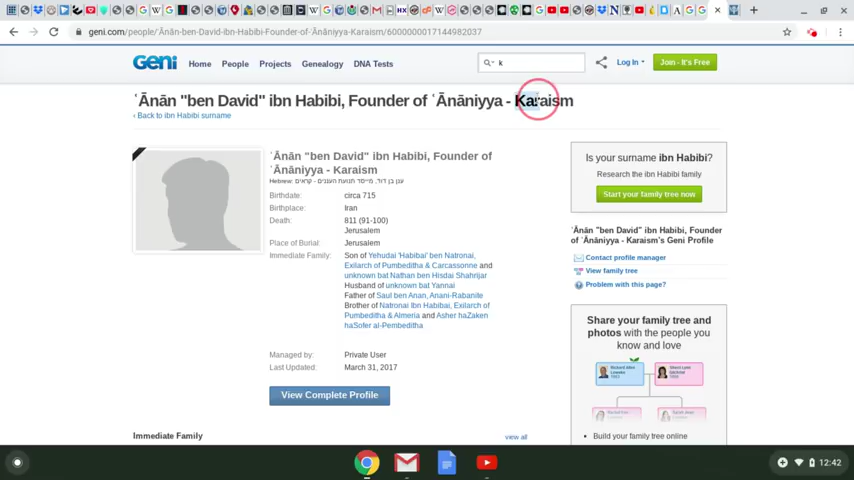 geni.com/people/ʿĀnān-ben-David-ibn-Habibi-Founder-of-ʿĀnāniyya-Karaism/6000000017144982037
Geni
Home People Projects Genealogy DNA Tests
k
Log In
Join - It's Free
ʿĀnān "ben David" ibn Habibi, Founder of ʿĀnāniyya - Karaism
‹ Back to ibn Habibi surname
ʿĀnān "ben David" ibn Habibi, Founder of
ʿĀnāniyya - Karaism
Hebrew: ענן בן דוד, מייסד תנועת העננים - קראים
Birthdate: circa 715
Birthplace: Iran
Death: 811 (91-100)
Jerusalem
Place of Burial: Jerusalem
Immediate Family: Son of Yehudai 'Habibai' ben Natronai,
Exilarch of Pumbeditha & Carcassonne and
unknown bat Nathan ben Hisdai Shahrijar
Husband of unknown bat Yannai
Father of Saul ben Anan, Anani-Rabanite
Brother of Natronai Ibn Habibai, Exilarch of
Pumbeditha & Almeria and Asher haZaken
haSofer al-Pembeditha
Managed by: Private User
Last Updated: March 31, 2017
View Complete Profile
Immediate Family
view all
Is your surname ibn Habibi?
Research the ibn Habibi family
Start your family tree now
ʿĀnān "ben David" ibn Habibi, Founder
of ʿĀnāniyya - Karaism's Geni Profile
Contact profile manager
View family tree
Problem with this page?
Share your family tree and
photos with the people you
know and love
• Build your family tree online
12:42